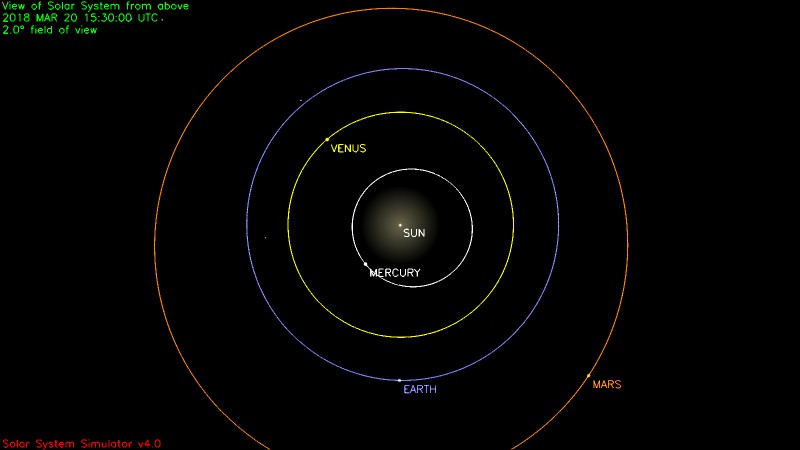 View of Solar System from above
2018 MAR 20 15:30:00 UTC
2.0° field of view
VENUS
SUN
MERCURY
EARTH
MARS
Solar System Simulator v4.0